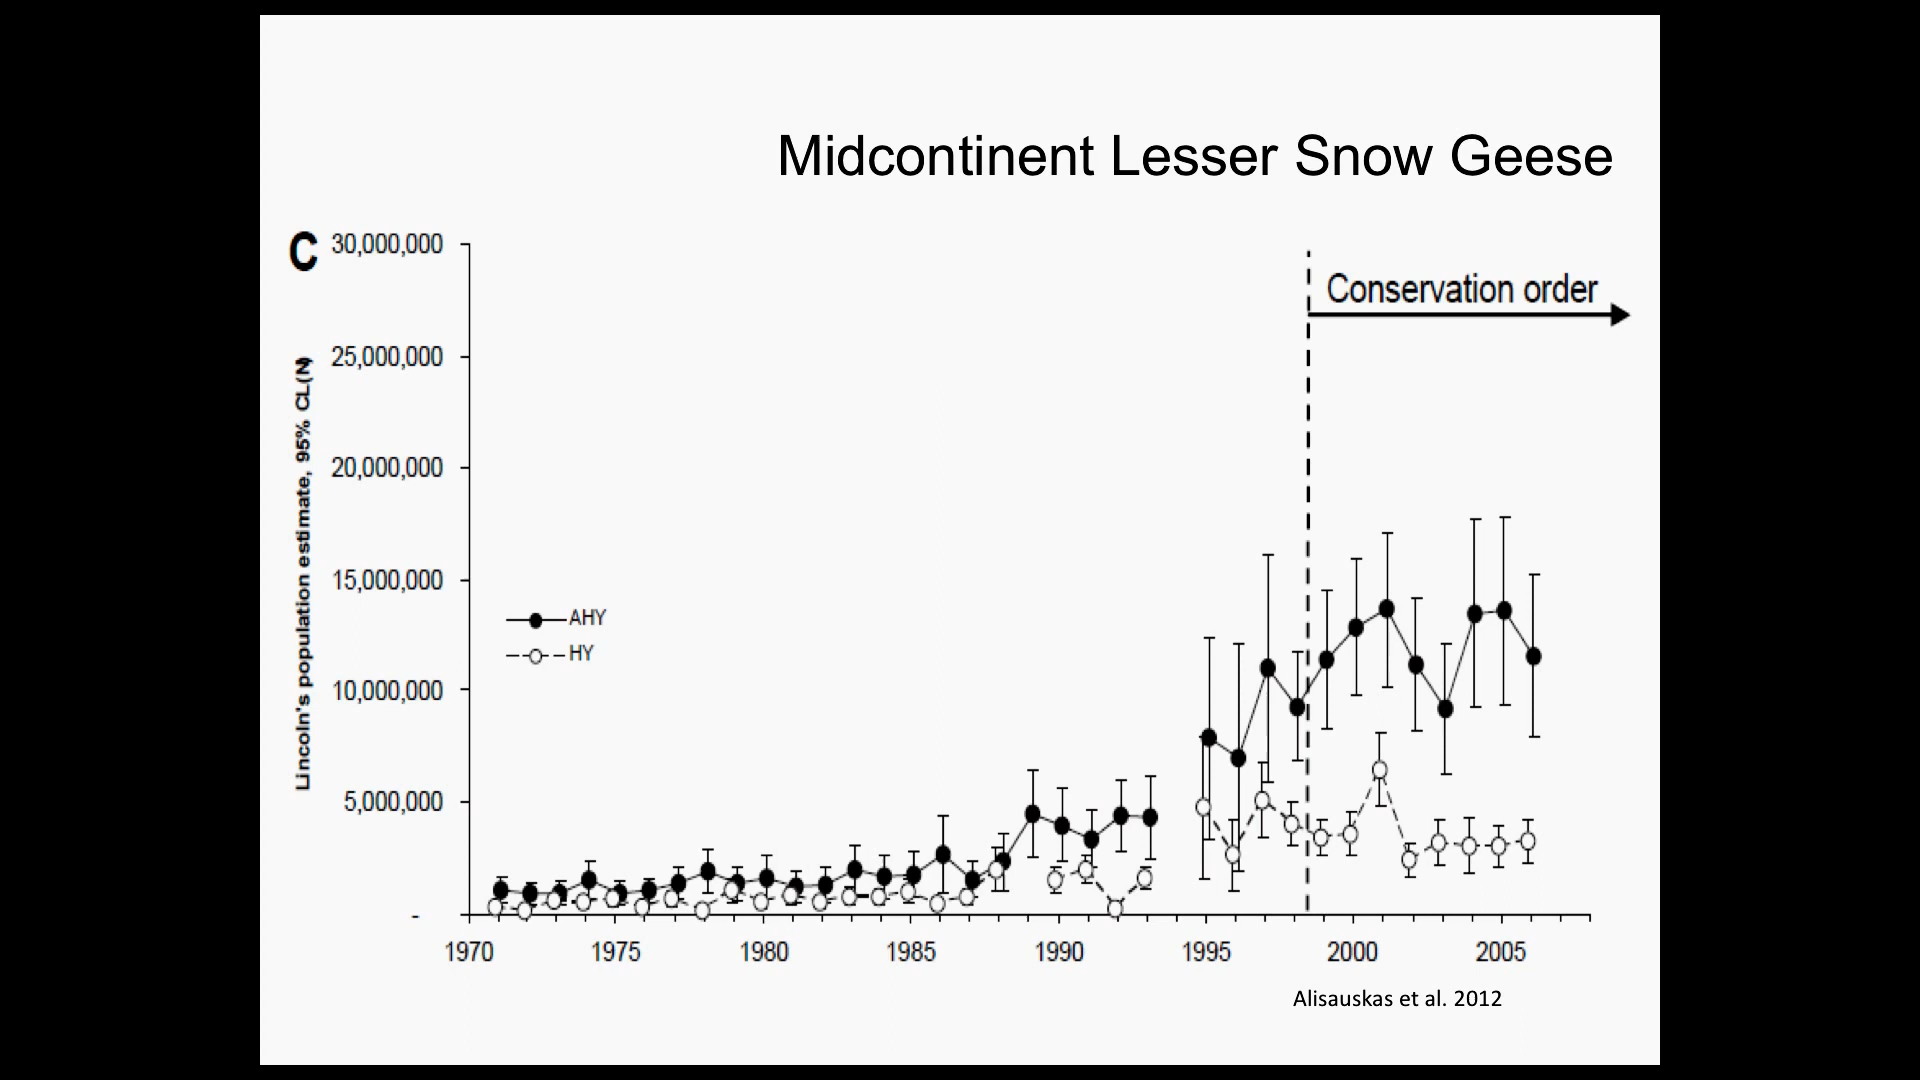 Midcontinent Lesser Snow Geese
C
30,000,000
Conservation order
25,000,000
20,000,000
15,000,000
10,000,000
5,000,000
-
Lincoln's population estimate, 95% CL(N)
AHY
HY
1970 1975 1980 1985 1990 1995 2000 2005
Alisauskas et al. 2012